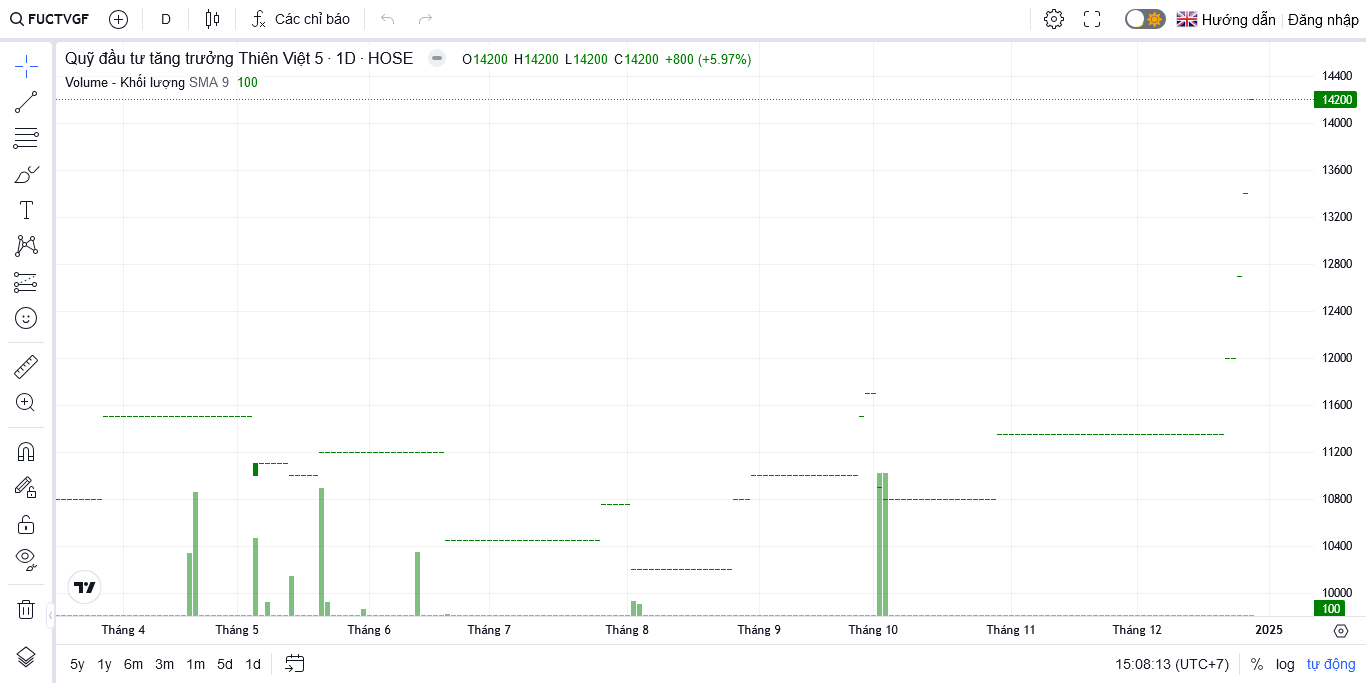 FUCTVGF D Các chỉ báo Hướng dẫn Đăng nhập
Quỹ đầu tư tăng trưởng Thiên Việt 5 · 1D · HOSE O14200 H14200 L14200 C14200 +800 (+5.97%)
Volume - Khối lượng SMA 9 100
14400
14200
14000
13600
13200
12800
12400
12000
11600
11200
10800
10400
10000
100
Tháng 4 Tháng 5 Tháng 6 Tháng 7 Tháng 8 Tháng 9 Tháng 10 Tháng 11 Tháng 12 2025
5y 1y 6m 3m 1m 5d 1d 15:08:13 (UTC+7) % log tự động